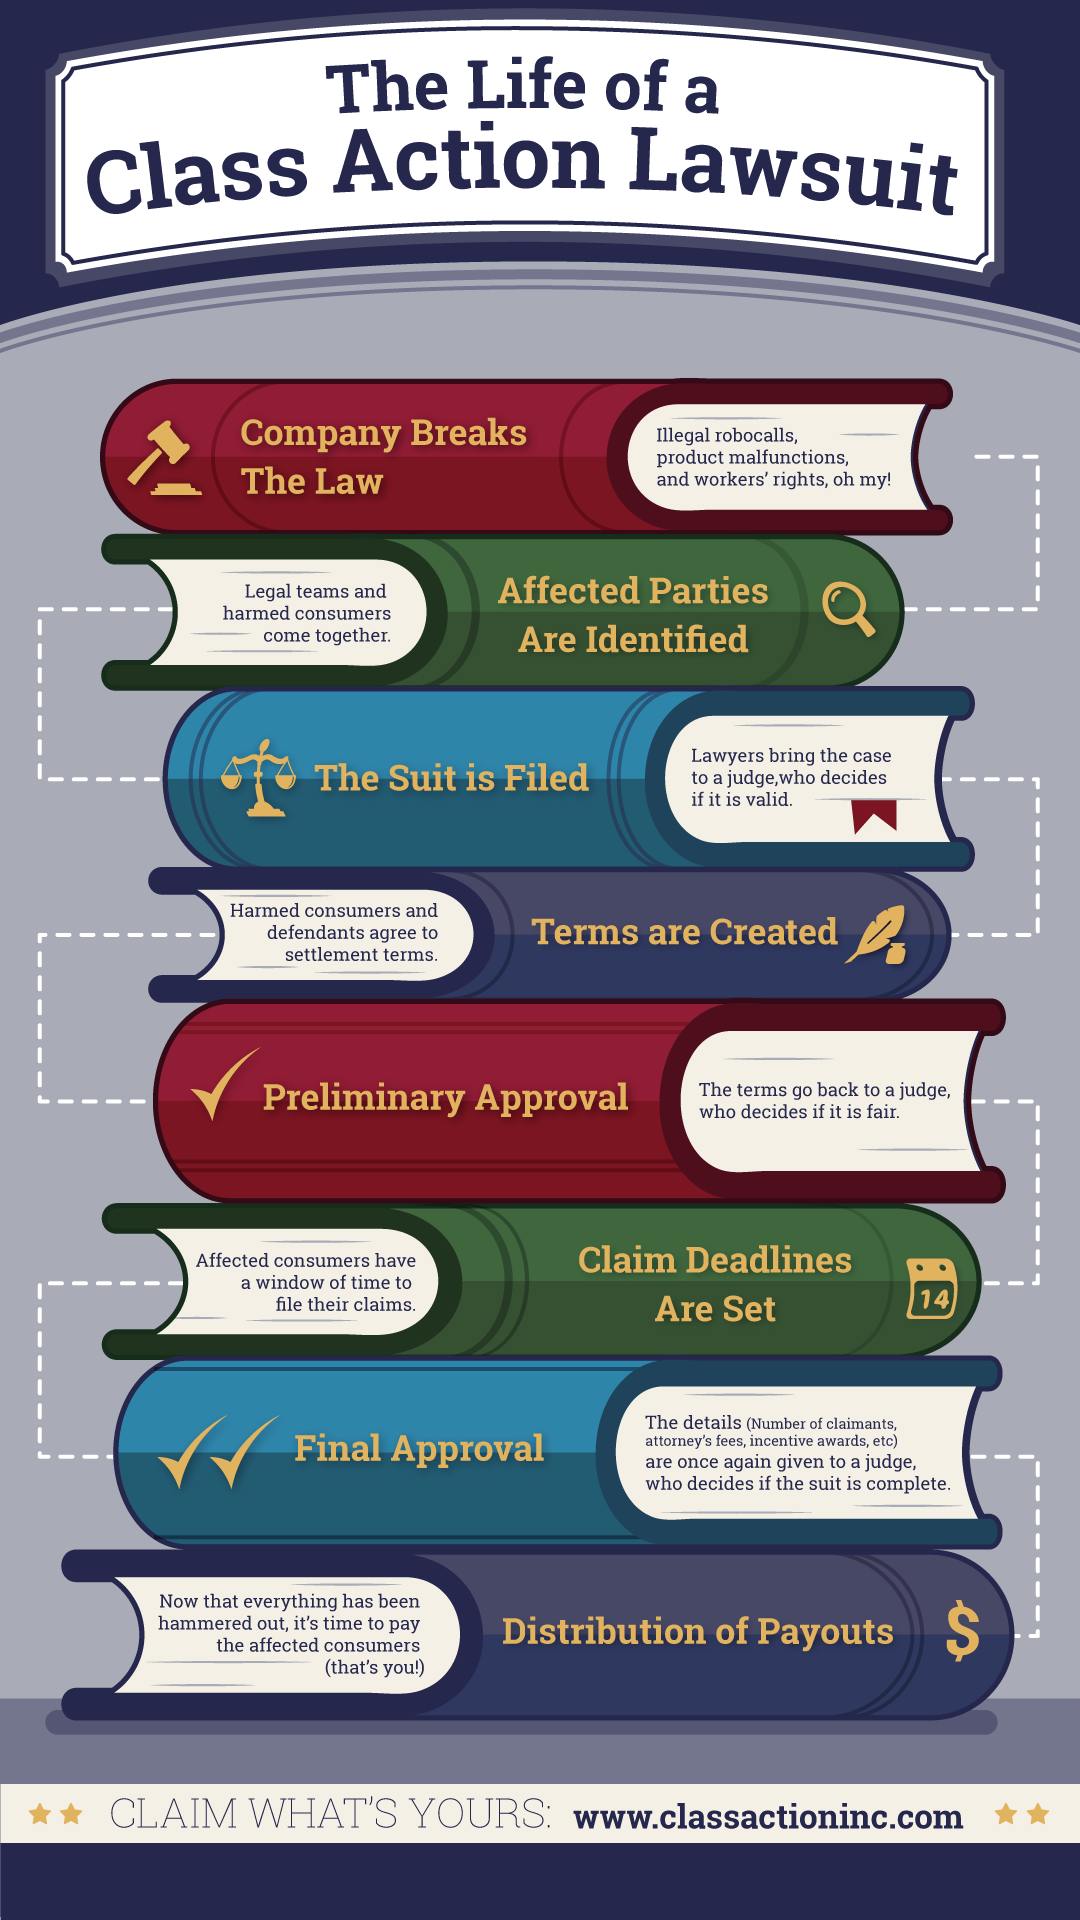 The Life of a
Class Action Lawsuit
Company Breaks
The Law
Illegal robocalls,
product malfunctions,
and workers' rights, oh my!
Legal teams and
harmed consumers
come together.
Affected Parties
Are Identified
The Suit is Filed
Lawyers bring the case
to a judge,who decides
if it is valid.
Harmed consumers and
defendants agree to
settlement terms.
Terms are Created
Preliminary Approval
The terms go back to a judge,
who decides if it is fair.
Affected consumers have
a window of time to
file their claims.
Claim Deadlines
Are Set
14
Final Approval
The details (Number of claimants,
attorney's fees, incentive awards, etc)
are once again given to a judge,
who decides if the suit is complete.
Now that everything has been
hammered out, it's time to pay
the affected consumers
(that's you!)
Distribution of Payouts
$
CLAIM WHAT'S YOURS: www.classactioninc.com